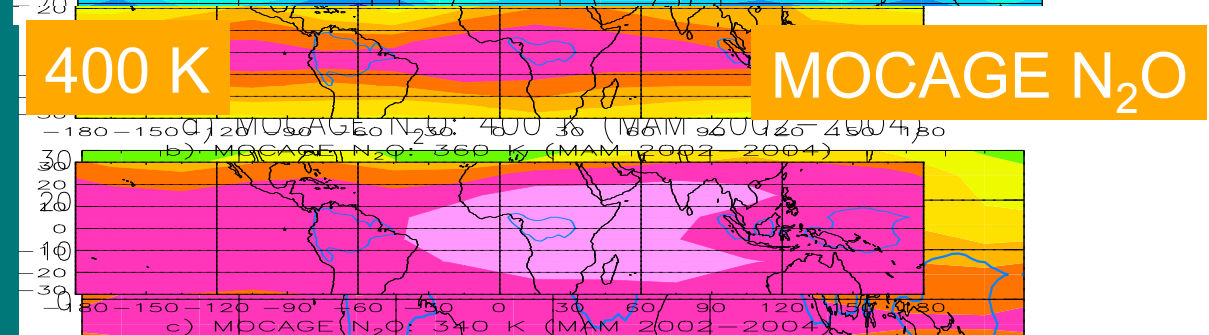 20
400 K
MOCAGE N₂O
−180 −150 −120 −90 −60 −30 0 30 60 90 120 150 180
a) MOCAGE N₂O: 400 K (MAM 2002−2004)
b) MOCAGE N₂O: 360 K (MAM 2002−2004)
30
20
10
0
−10
−20
−30
−180 −150 −120 −90 −60 −30 0 30 60 90 120 150 180
c) MOCAGE N₂O: 340 K (MAM 2002−2004)